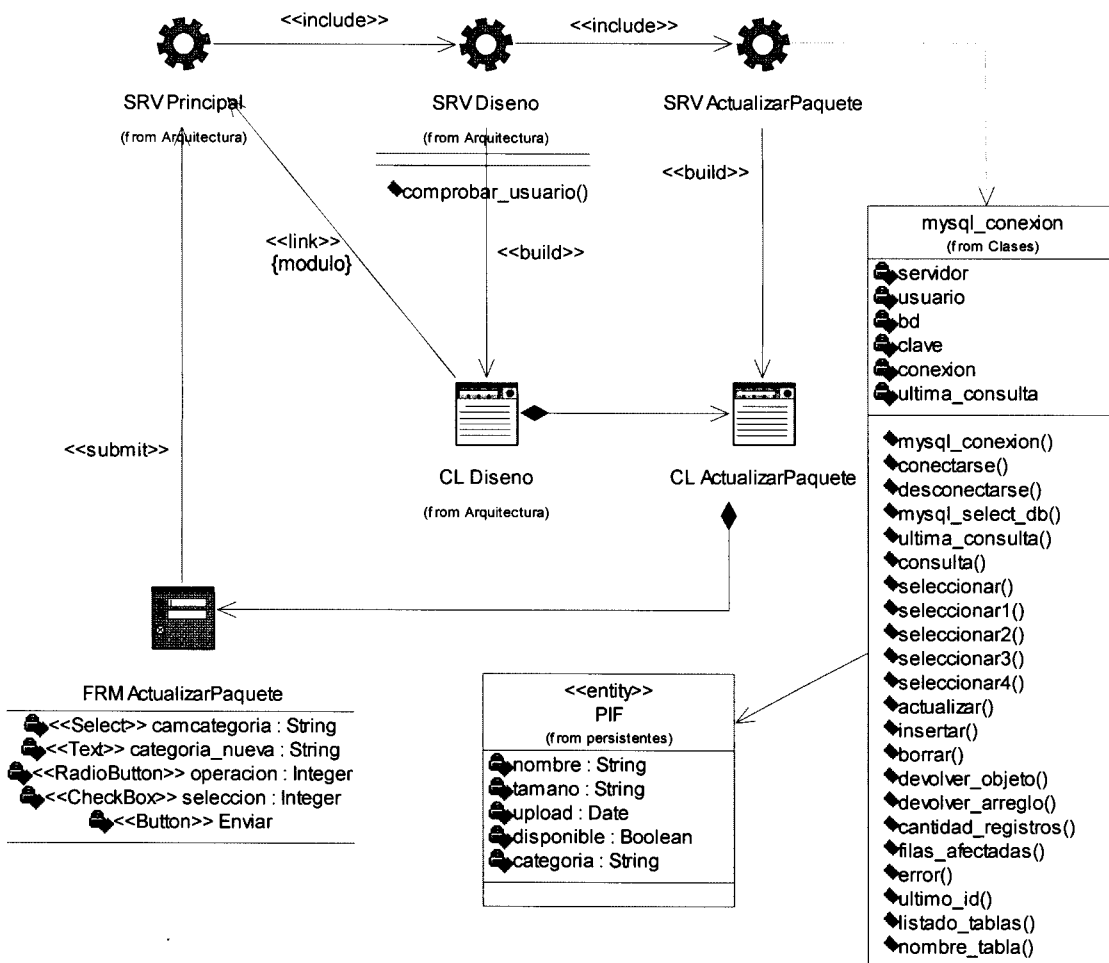 <<include>>
<<include>>
SRV Principal
(from Arquitectura)
SRV Diseno
(from Arquitectura)
comprobar_usuario()
SRV ActualizarPaquete
<<build>>
<<link>>
{modulo}
<<build>>
<<submit>>
CL Diseno
(from Arquitectura)
CL ActualizarPaquete
mysql_conexion
(from Clases)
servidor
usuario
bd
clave
conexion
ultima_consulta
mysql_conexion()
conectarse()
desconectarse()
mysql_select_db()
ultima_consulta()
consulta()
seleccionar()
seleccionar1()
seleccionar2()
seleccionar3()
seleccionar4()
actualizar()
insertar()
borrar()
devolver_objeto()
devolver_arreglo()
cantidad_registros()
filas_afectadas()
error()
ultimo_id()
listado_tablas()
nombre_tabla()
FRM ActualizarPaquete
<<Select>> camcategoria : String
<<Text>> categoria_nueva : String
<<RadioButton>> operacion : Integer
<<CheckBox>> seleccion : Integer
<<Button>> Enviar
<<entity>>
PIF
(from persistentes)
nombre : String
tamano : String
upload : Date
disponible : Boolean
categoria : String